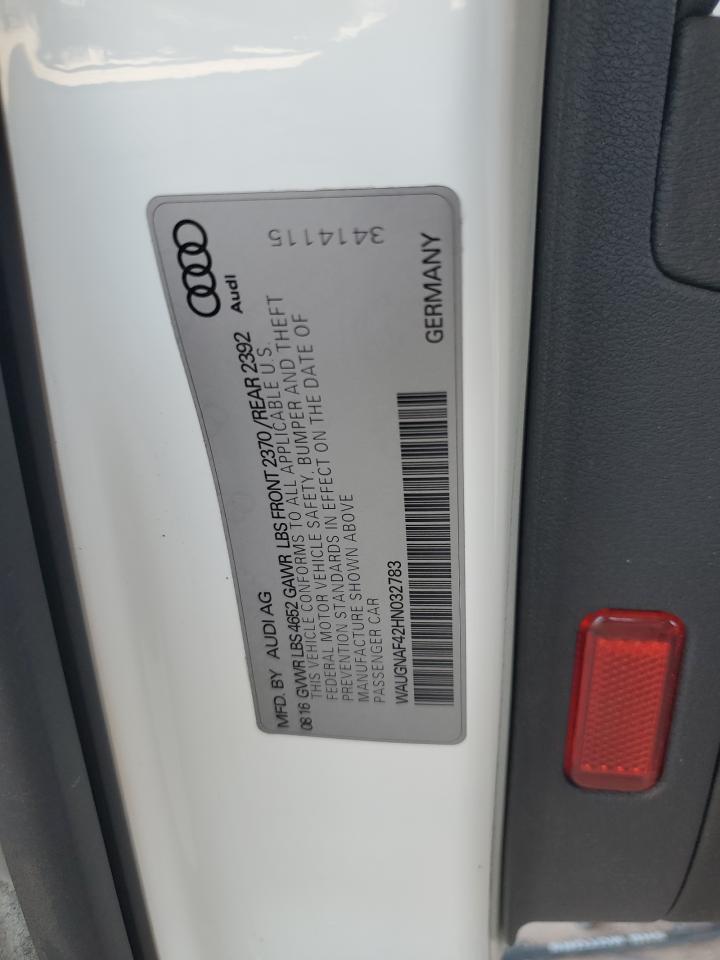 Audi
MFD. BY AUDI AG
06 16 GVWR LBS 4652 GAWR LBS FRONT 2370 /REAR 2392
THIS VEHICLE CONFORMS TO ALL APPLICABLE U.S.
FEDERAL MOTOR VEHICLE SAFETY, BUMPER AND THEFT
PREVENTION STANDARDS IN EFFECT ON THE DATE OF
MANUFACTURE SHOWN ABOVE
PASSENGER CAR
3414115
WAUGNAF42HN032783
GERMANY